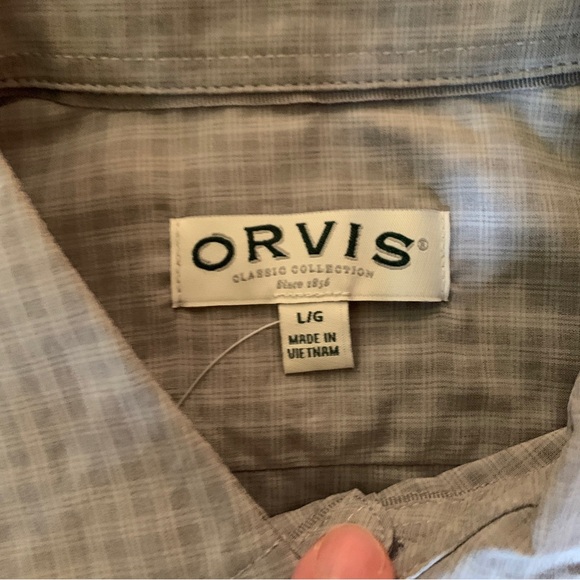 ORVIS®
CLASSIC COLLECTION
Since 1856
L/G
MADE IN
VIETNAM